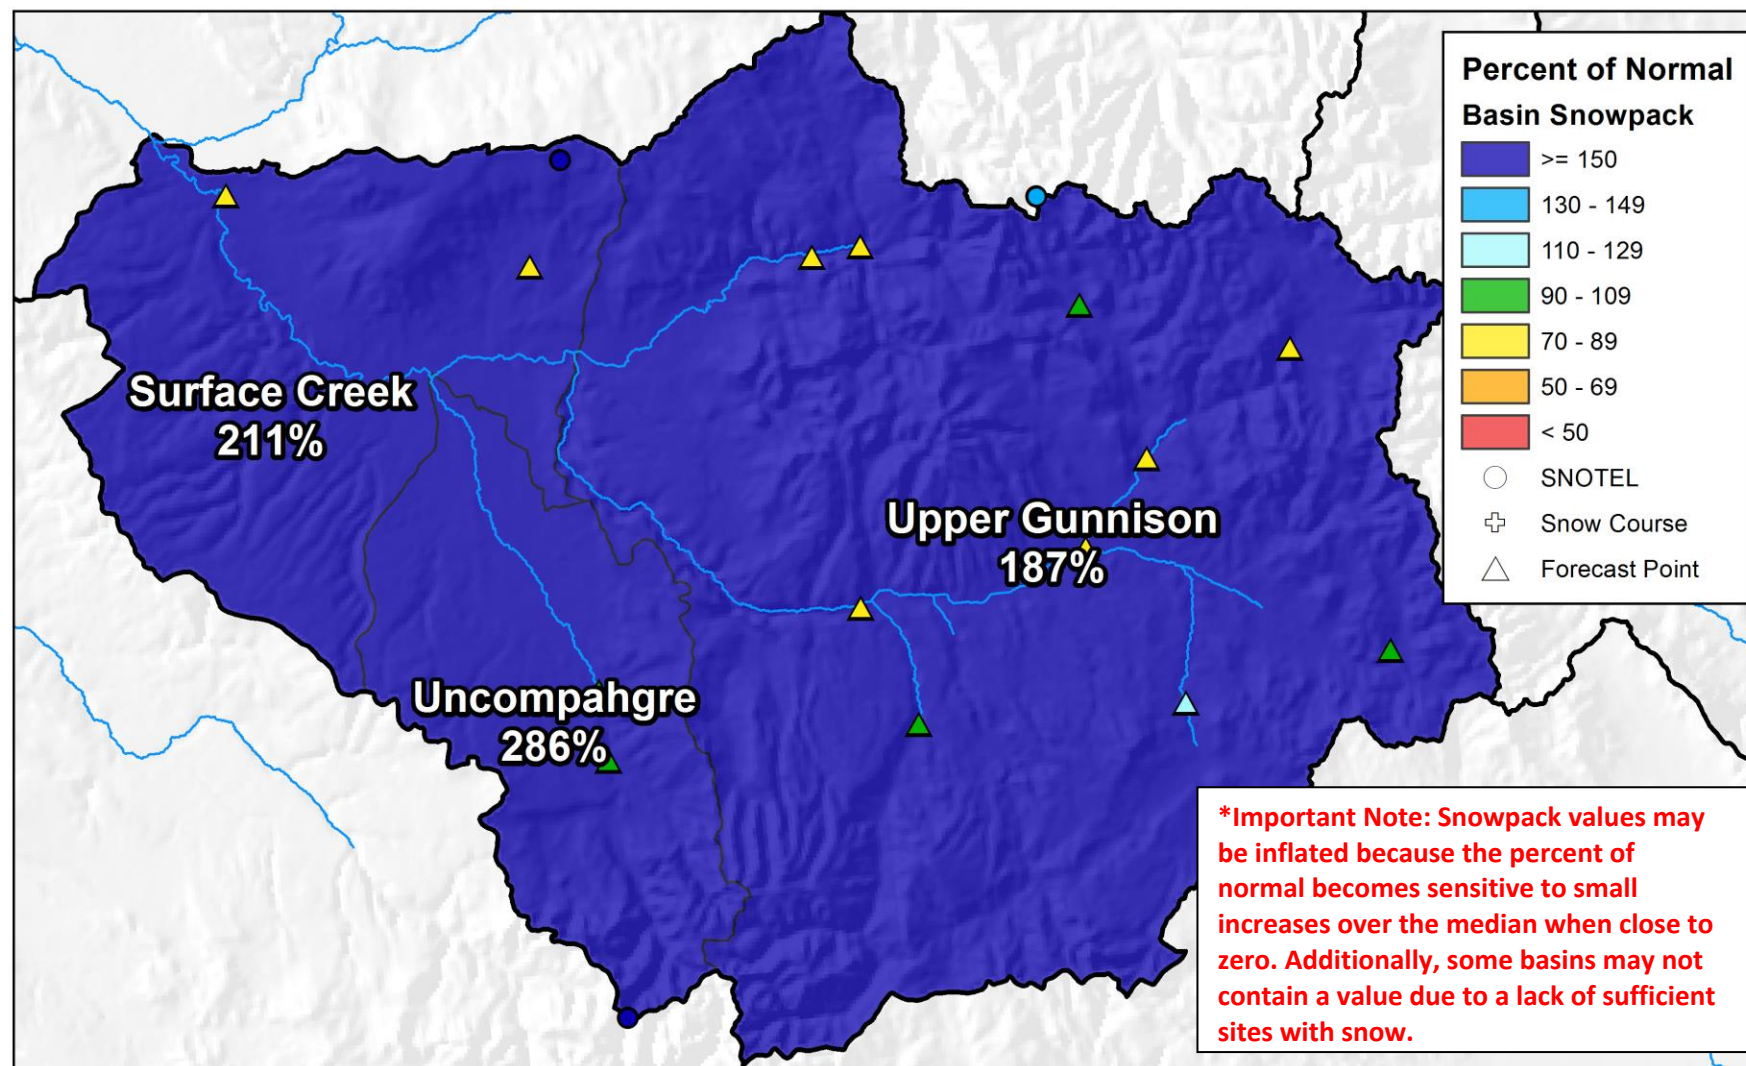 Percent of Normal
Basin Snowpack
>= 150
130 - 149
110 - 129
90 - 109
70 - 89
50 - 69
< 50
SNOTEL
Snow Course
Forecast Point
Surface Creek
211%
Upper Gunnison
187%
Uncompahgre
286%
*Important Note: Snowpack values may
be inflated because the percent of
normal becomes sensitive to small
increases over the median when close to
zero. Additionally, some basins may not
contain a value due to a lack of sufficient
sites with snow.